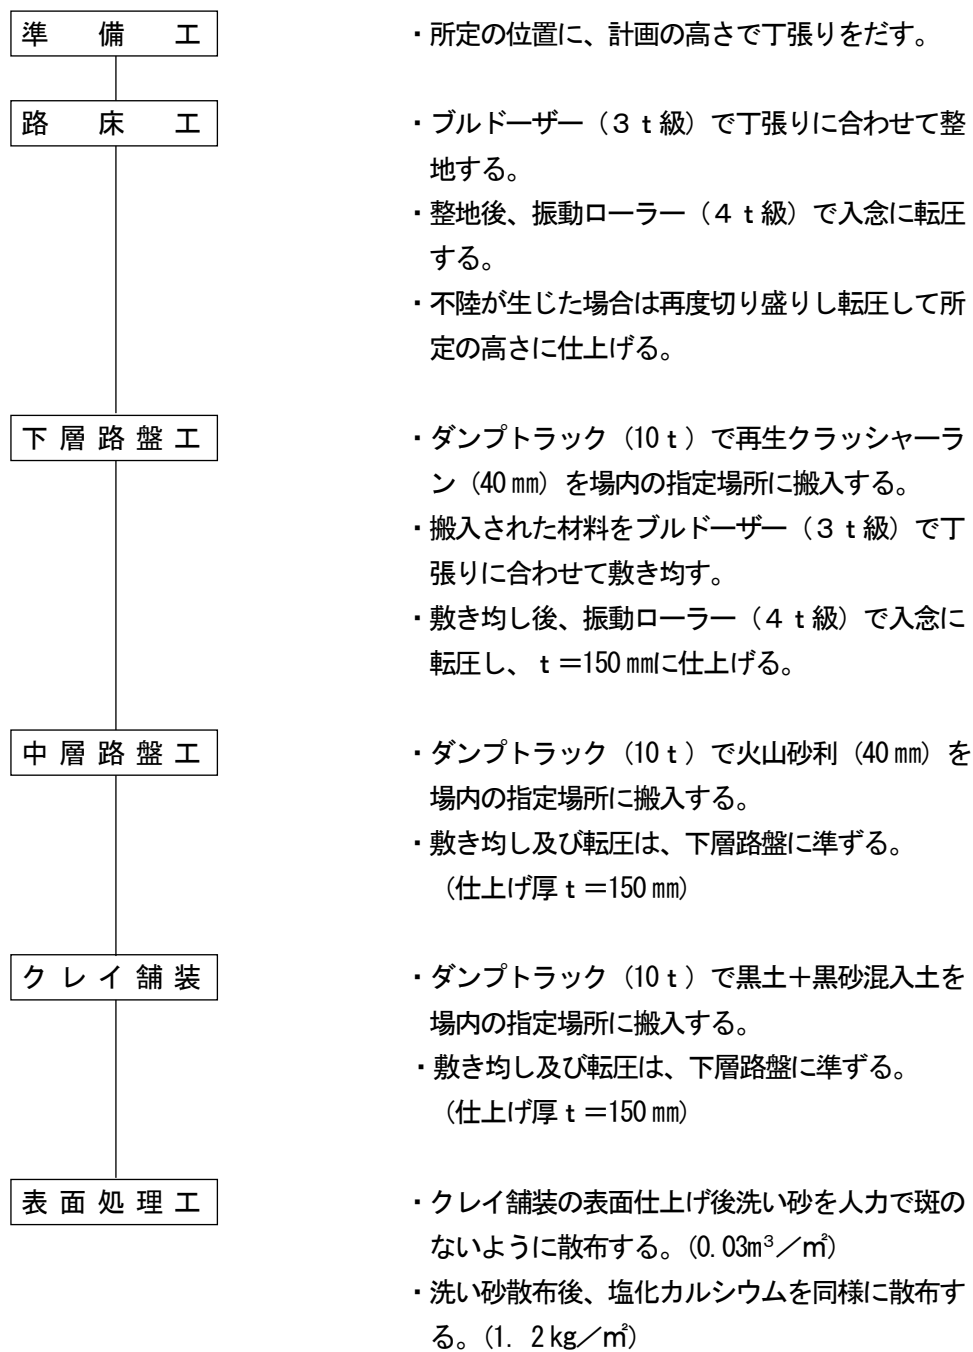 準備工
・所定の位置に、計画の高さで丁張りをだす。
路床工
・ブルドーザー（３ｔ級）で丁張りに合わせて整
地する。
・整地後、振動ローラー（４ｔ級）で入念に転圧
する。
・不陸が生じた場合は再度切り盛りし転圧して所
定の高さに仕上げる。
下層路盤工
・ダンプトラック（10ｔ）で再生クラッシャーラ
ン（40㎜）を場内の指定場所に搬入する。
・搬入された材料をブルドーザー（３ｔ級）で丁
張りに合わせて敷き均す。
・敷き均し後、振動ローラー（４ｔ級）で入念に
転圧し、ｔ＝150㎜に仕上げる。
中層路盤工
・ダンプトラック（10ｔ）で火山砂利（40㎜）を
場内の指定場所に搬入する。
・敷き均し及び転圧は、下層路盤に準ずる。
（仕上げ厚ｔ＝150㎜）
クレイ舗装
・ダンプトラック（10ｔ）で黒土＋黒砂混入土を
場内の指定場所に搬入する。
・敷き均し及び転圧は、下層路盤に準ずる。
（仕上げ厚ｔ＝150㎜）
表面処理工
・クレイ舗装の表面仕上げ後洗い砂を人力で斑の
ないように散布する。(0.03m³／㎡)
・洗い砂散布後、塩化カルシウムを同様に散布す
る。(1. 2kg／㎡)